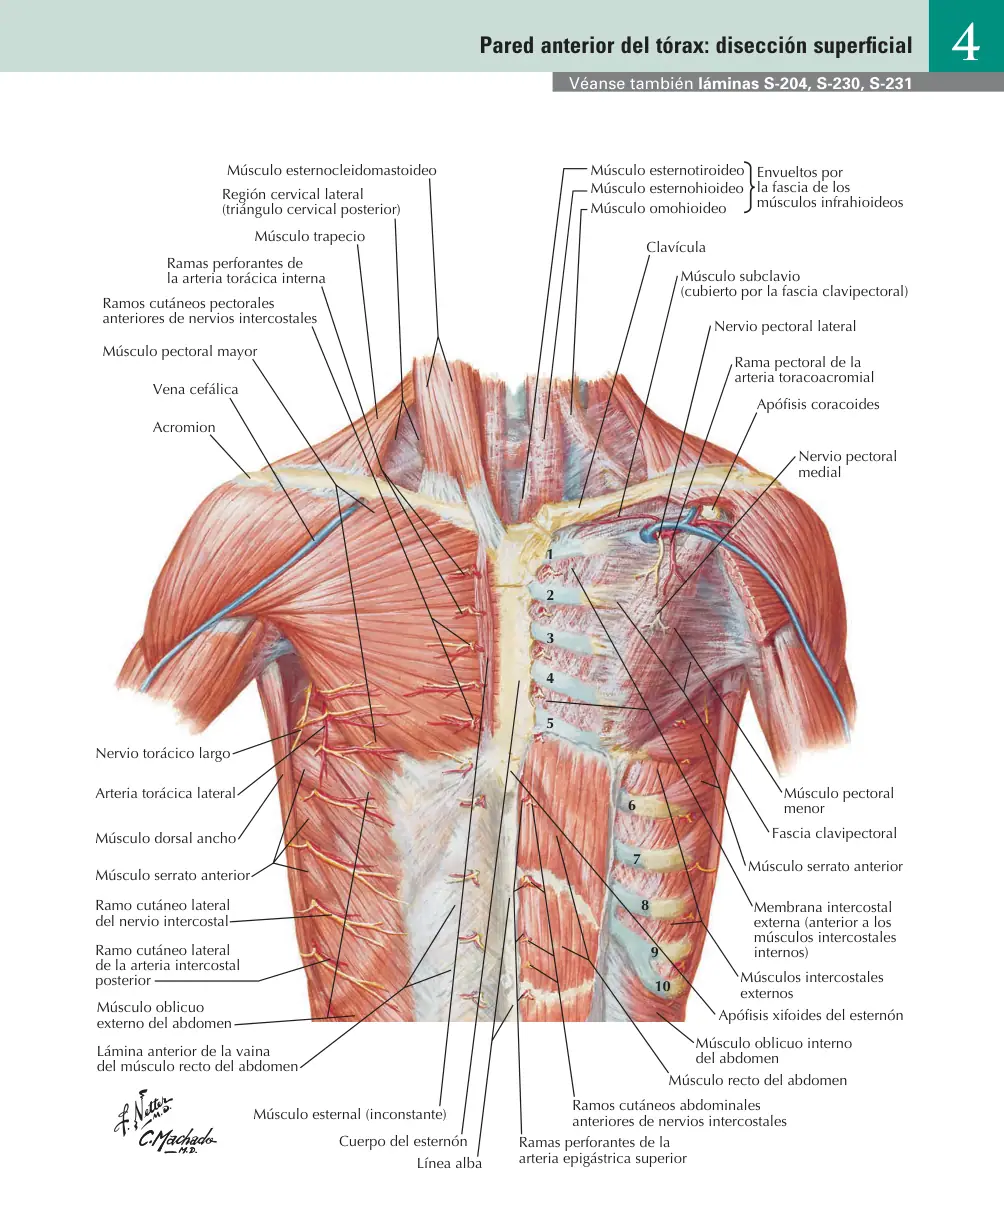 Pared anterior del tórax: disección superficial
4
Véanse también láminas S-204, S-230, S-231
Músculo esternocleidomastoideo
Región cervical lateral
(triángulo cervical posterior)
Músculo trapecio
Ramas perforantes de
la arteria torácica interna
Ramos cutáneos pectorales
anteriores de nervios intercostales
Músculo pectoral mayor
Vena cefálica
Acromion
Músculo esternotiroideo
Músculo esternohioideo
Músculo omohioideo
Envueltos por
la fascia de los
músculos infrahioideos
Clavícula
Músculo subclavio
(cubierto por la fascia clavipectoral)
Nervio pectoral lateral
Rama pectoral de la
arteria toracoacromial
Apófisis coracoides
Nervio pectoral
medial
1
2
3
4
5
6
7
8
9
10
Nervio torácico largo
Arteria torácica lateral
Músculo dorsal ancho
Músculo serrato anterior
Ramo cutáneo lateral
del nervio intercostal
Ramo cutáneo lateral
de la arteria intercostal
posterior
Músculo oblicuo
externo del abdomen
Lámina anterior de la vaina
del músculo recto del abdomen
Músculo pectoral
menor
Fascia clavipectoral
Músculo serrato anterior
Membrana intercostal
externa (anterior a los
músculos intercostales
internos)
Músculos intercostales
externos
Apófisis xifoides del esternón
Músculo oblicuo interno
del abdomen
Músculo recto del abdomen
Ramos cutáneos abdominales
anteriores de nervios intercostales
Ramas perforantes de la
arteria epigástrica superior
Músculo esternal (inconstante)
Cuerpo del esternón
Línea alba
F. Netter
M.D.
C. Machado
M.D.